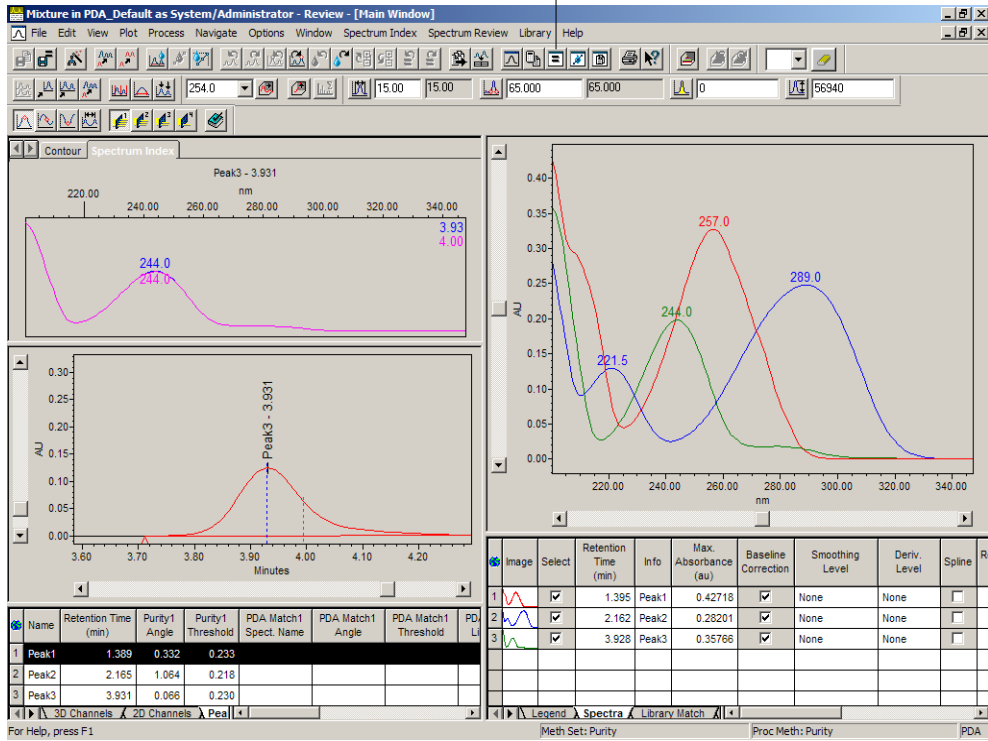 Mixture in PDA_Default as System/Administrator - Review - [Main Window]
File Edit View Plot Process Navigate Options Window Spectrum Index Spectrum Review Library Help
254.0 15.00 15.00 65.000 65.000 0 56940
Contour Spectrum Index
Peak3 - 3.931
nm
220.00 240.00 260.00 280.00 300.00 320.00 340.00
3.93
4.00
244.0
244.0
AU
0.30
0.25
0.20
0.15
0.10
0.05
0.00
Peak3 - 3.931
3.60 3.70 3.80 3.90 4.00 4.10 4.20
Minutes
Name Retention Time (min) Purity1 Angle Purity1 Threshold PDA Match1 Spect. Name PDA Match1 Angle PDA Match1 Threshold
1 Peak1 1.389 0.332 0.233
2 Peak2 2.165 1.064 0.218
3 Peak3 3.931 0.066 0.230
3D Channels 2D Channels Pea
AU
0.40
0.35
0.30
0.25
0.20
0.15
0.10
0.05
0.00
257.0
289.0
244.0
221.5
220.00 240.00 260.00 280.00 300.00 320.00 340.00
nm
Image Select Retention Time (min) Info Max. Absorbance (au) Baseline Correction Smoothing Level Deriv. Level Spline
1 1.395 Peak1 0.42718 None None
2 2.162 Peak2 0.28201 None None
3 3.928 Peak3 0.35766 None None
Legend Spectra Library Match
For Help, press F1 Meth Set: Purity Proc Meth: Purity PDA